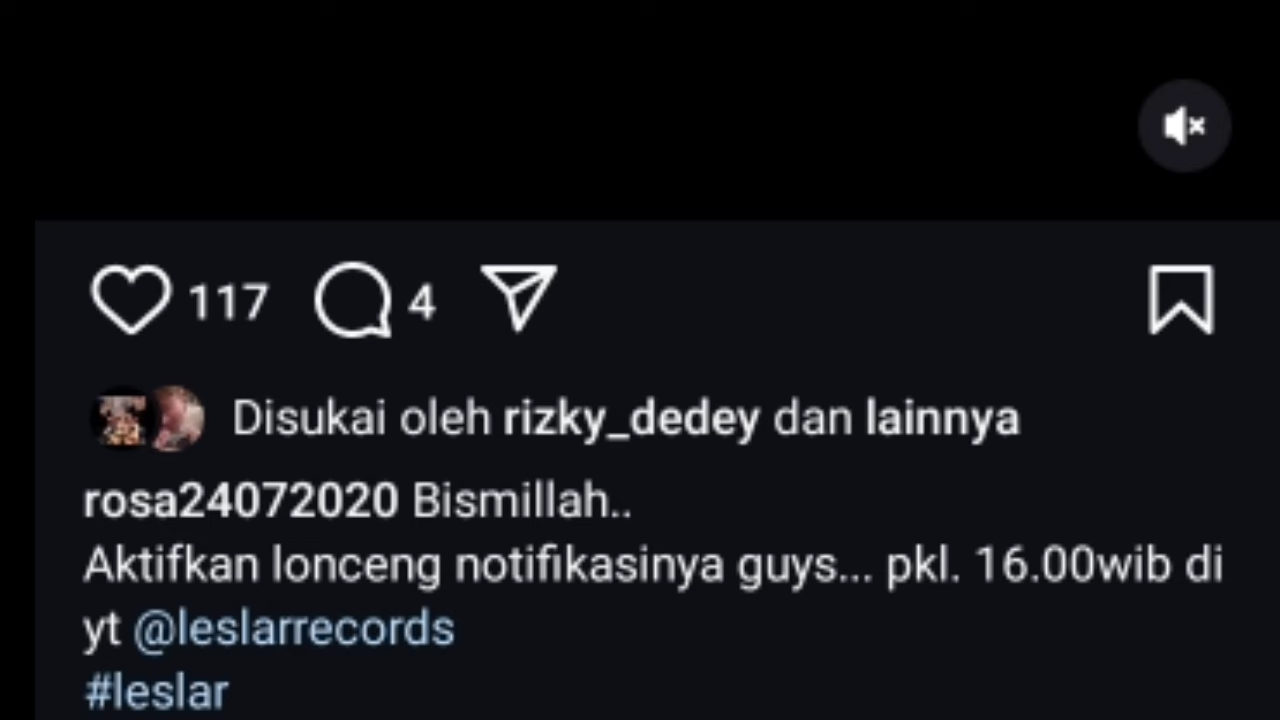 117 4
Disukai oleh rizky_dedey dan lainnya
rosa24072020 Bismillah..
Aktifkan lonceng notifikasinya guys... pkl. 16.00wib di
yt @leslarrecords
#leslar